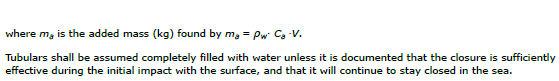 where mₐ is the added mass (kg) found by mₐ = ρw· Cₐ ·V.
Tubulars shall be assumed completely filled with water unless it is documented that the closure is sufficiently
effective during the initial impact with the surface, and that it will continue to stay closed in the sea.